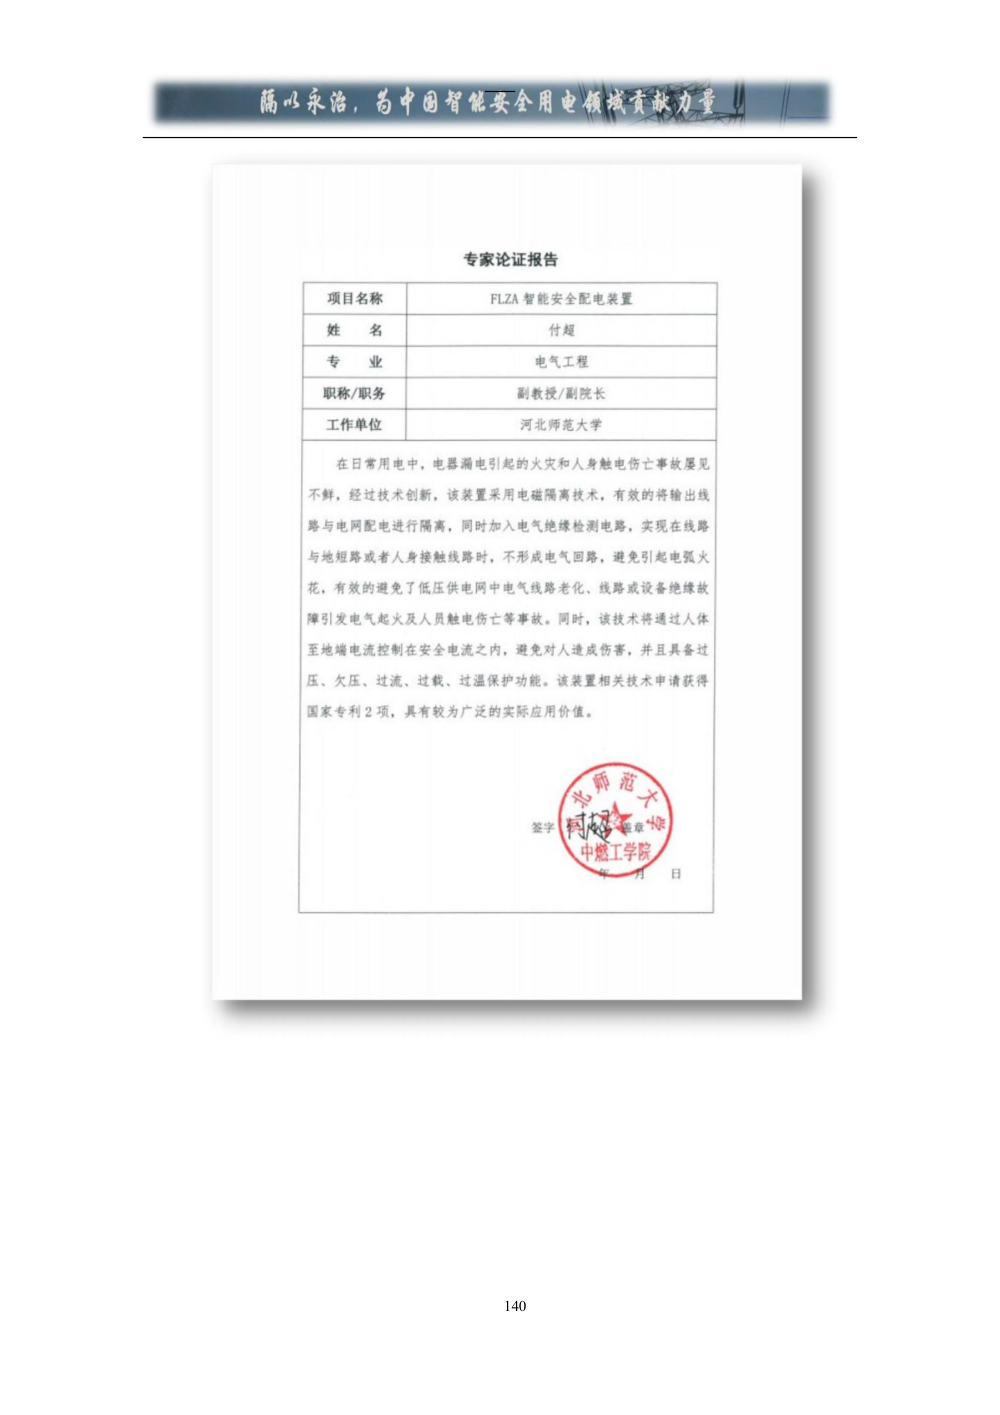 隔以永治，为中国智能安全用电领域贡献力量
专家论证报告
项目名称 FLZA 智能安全配电装置
姓 名 付超
专 业 电气工程
职称/职务 副教授/副院长
工作单位 河北师范大学
在日常用电中，电器漏电引起的火灾和人身触电伤亡事故屡见
不鲜，经过技术创新，该装置采用电磁隔离技术，有效的将输出线
路与电网配电进行隔离，同时加入电气绝缘检测电路，实现在线路
与地短路或者人身接触线路时，不形成电气回路，避免引起电弧火
花，有效的避免了低压供电网中电气线路老化、线路或设备绝缘故
障引发电气起火及人员触电伤亡等事故。同时，该技术将通过人体
至地端电流控制在安全电流之内，避免对人造成伤害，并且具备过
压、欠压、过流、过载、过温保护功能。该装置相关技术申请获得
国家专利 2 项，具有较为广泛的实际应用价值。
河北师范大学
签字 付超 盖章
中燃工学院
年 月 日
140